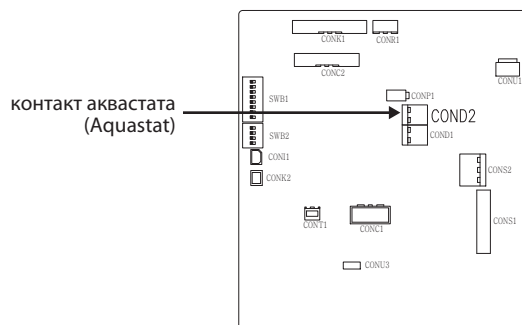 CONK1
CONR1
CONC2
CONU1
CONP1
SWB1
контакт аквастата
(Aquastat)
COND2
SWB2
COND1
CONI1
CONS2
CONK2
CONS1
CONT1
CONC1
CONU3